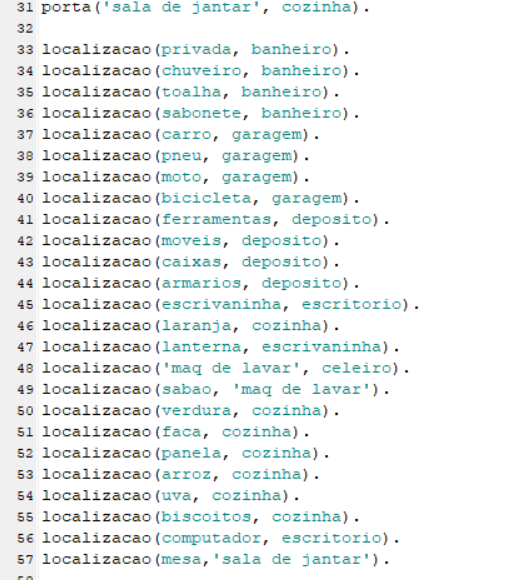 31 porta('sala de jantar', cozinha).
32
33 localizacao(privada, banheiro).
34 localizacao(chuveiro, banheiro).
35 localizacao(toalha, banheiro).
36 localizacao(sabonete, banheiro).
37 localizacao(carro, garagem).
38 localizacao(pneu, garagem).
39 localizacao(moto, garagem).
40 localizacao(bicicleta, garagem).
41 localizacao(ferramentas, deposito).
42 localizacao(moveis, deposito).
43 localizacao(caixas, deposito).
44 localizacao(armarios, deposito).
45 localizacao(escrivaninha, escritorio).
46 localizacao(laranja, cozinha).
47 localizacao(lanterna, escrivaninha).
48 localizacao('maq de lavar', celeiro).
49 localizacao(sabao, 'maq de lavar').
50 localizacao(verdura, cozinha).
51 localizacao(faca, cozinha).
52 localizacao(panela, cozinha).
53 localizacao(arroz, cozinha).
54 localizacao(uva, cozinha).
55 localizacao(biscoitos, cozinha).
56 localizacao(computador, escritorio).
57 localizacao(mesa,'sala de jantar').